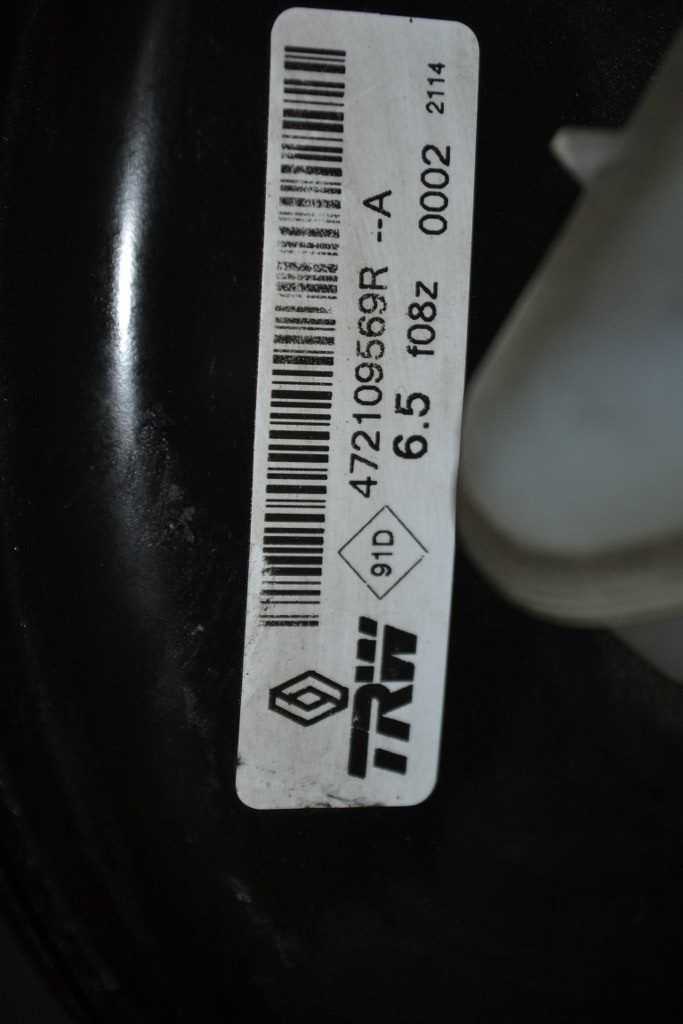 TRW
91D
472109569R --A
6.5 f08z 0002 2114